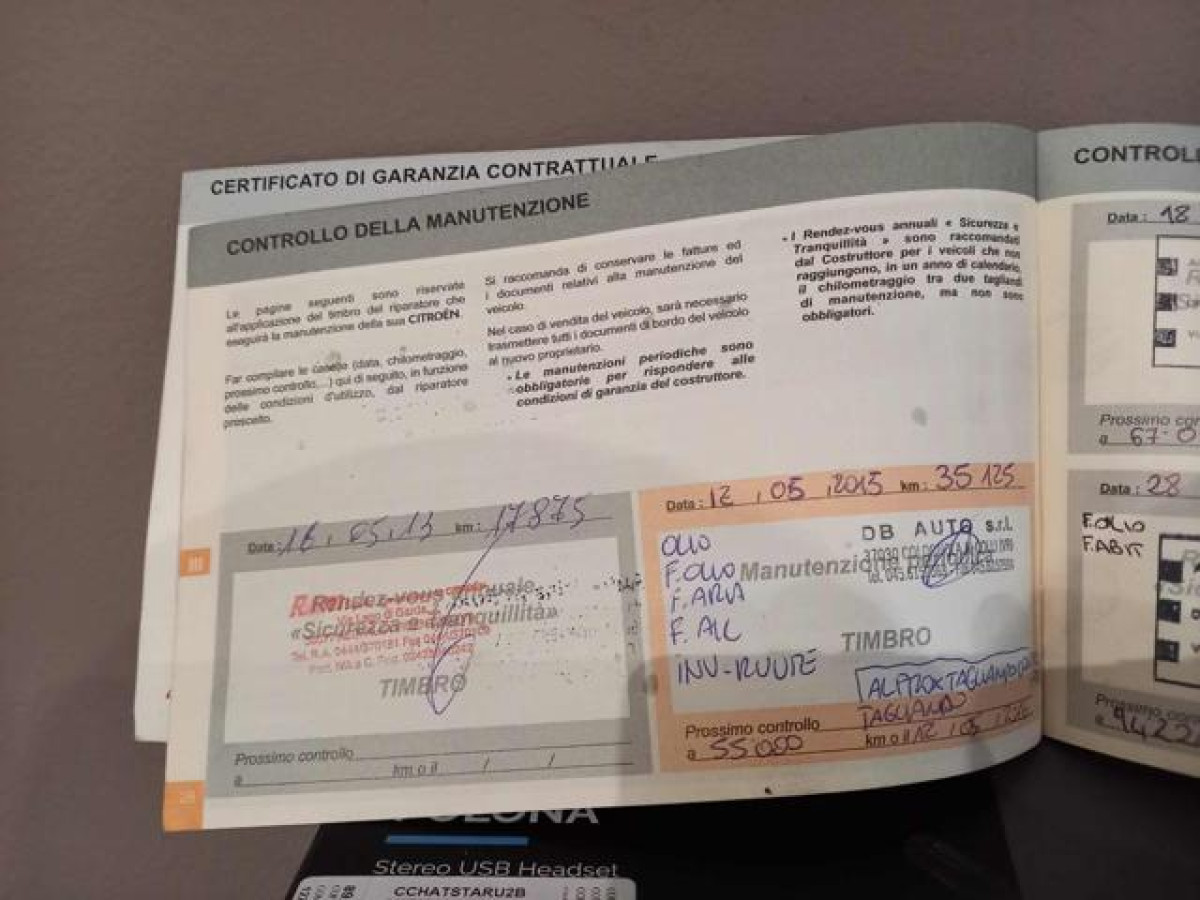 CERTIFICATO DI GARANZIA CONTRATTUALE
CONTROLLO DELLA MANUTENZIONE
Le pagine seguenti sono riservate
all'applicazione del timbro del riparatore che
eseguirà la manutenzione della sua CITROËN.
Far compilare le caselle (data, chilometraggio,
prossimo controllo,...) qui di seguito, in funzione
delle condizioni d'utilizzo, dal riparatore
prescelto.
Si raccomanda di conservare le fatture ed
i documenti relativi alla manutenzione del
veicolo.
Nel caso di vendita del veicolo, sarà necessario
trasmettere tutti i documenti di bordo del veicolo
al nuovo proprietario.
- Le manutenzioni periodiche sono
obbligatorie per rispondere alle
condizioni di garanzia del costruttore.
- I Rendez-vous annuali « Sicurezza e
Tranquillità » sono raccomandati
dal Costruttore per i veicoli che non
raggiungono, in un anno di calendario,
il chilometraggio tra due tagliandi
di manutenzione, ma non sono
obbligatori.
Data: 16.05.13 km: 17875
Rendez-vous annuale
«Sicurezza e Tranquillità»
TIMBRO
Prossimo controllo
a km o il / /
Data: 12.05.2015 km: 35125
OLIO
F.OLIO
F.ARIA
Manutenzione
DB AUTO s.r.l.
TIMBRO
TAGLIANDO
Prossimo controllo
a 55000 km o il 12
III
CONTROL
Data: 18
Prossimo
a 67
Data: 28
F.OLIO
F.ABIT
a
Stereo USB Headset
CCHATSTARU2B